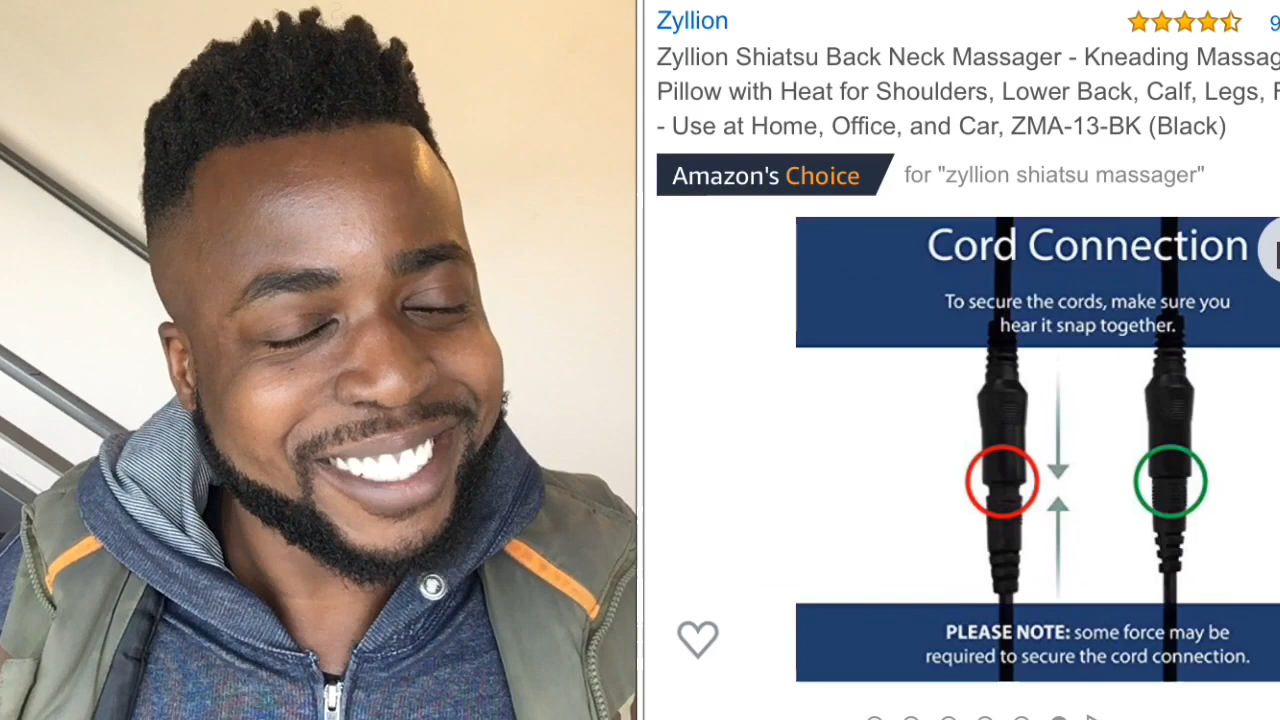 Zyllion
Zyllion Shiatsu Back Neck Massager - Kneading Massag
Pillow with Heat for Shoulders, Lower Back, Calf, Legs, F
- Use at Home, Office, and Car, ZMA-13-BK (Black)
Amazon's Choice for "zyllion shiatsu massager"
Cord Connection
To secure the cords, make sure you
hear it snap together.
PLEASE NOTE: some force may be
required to secure the cord connection.